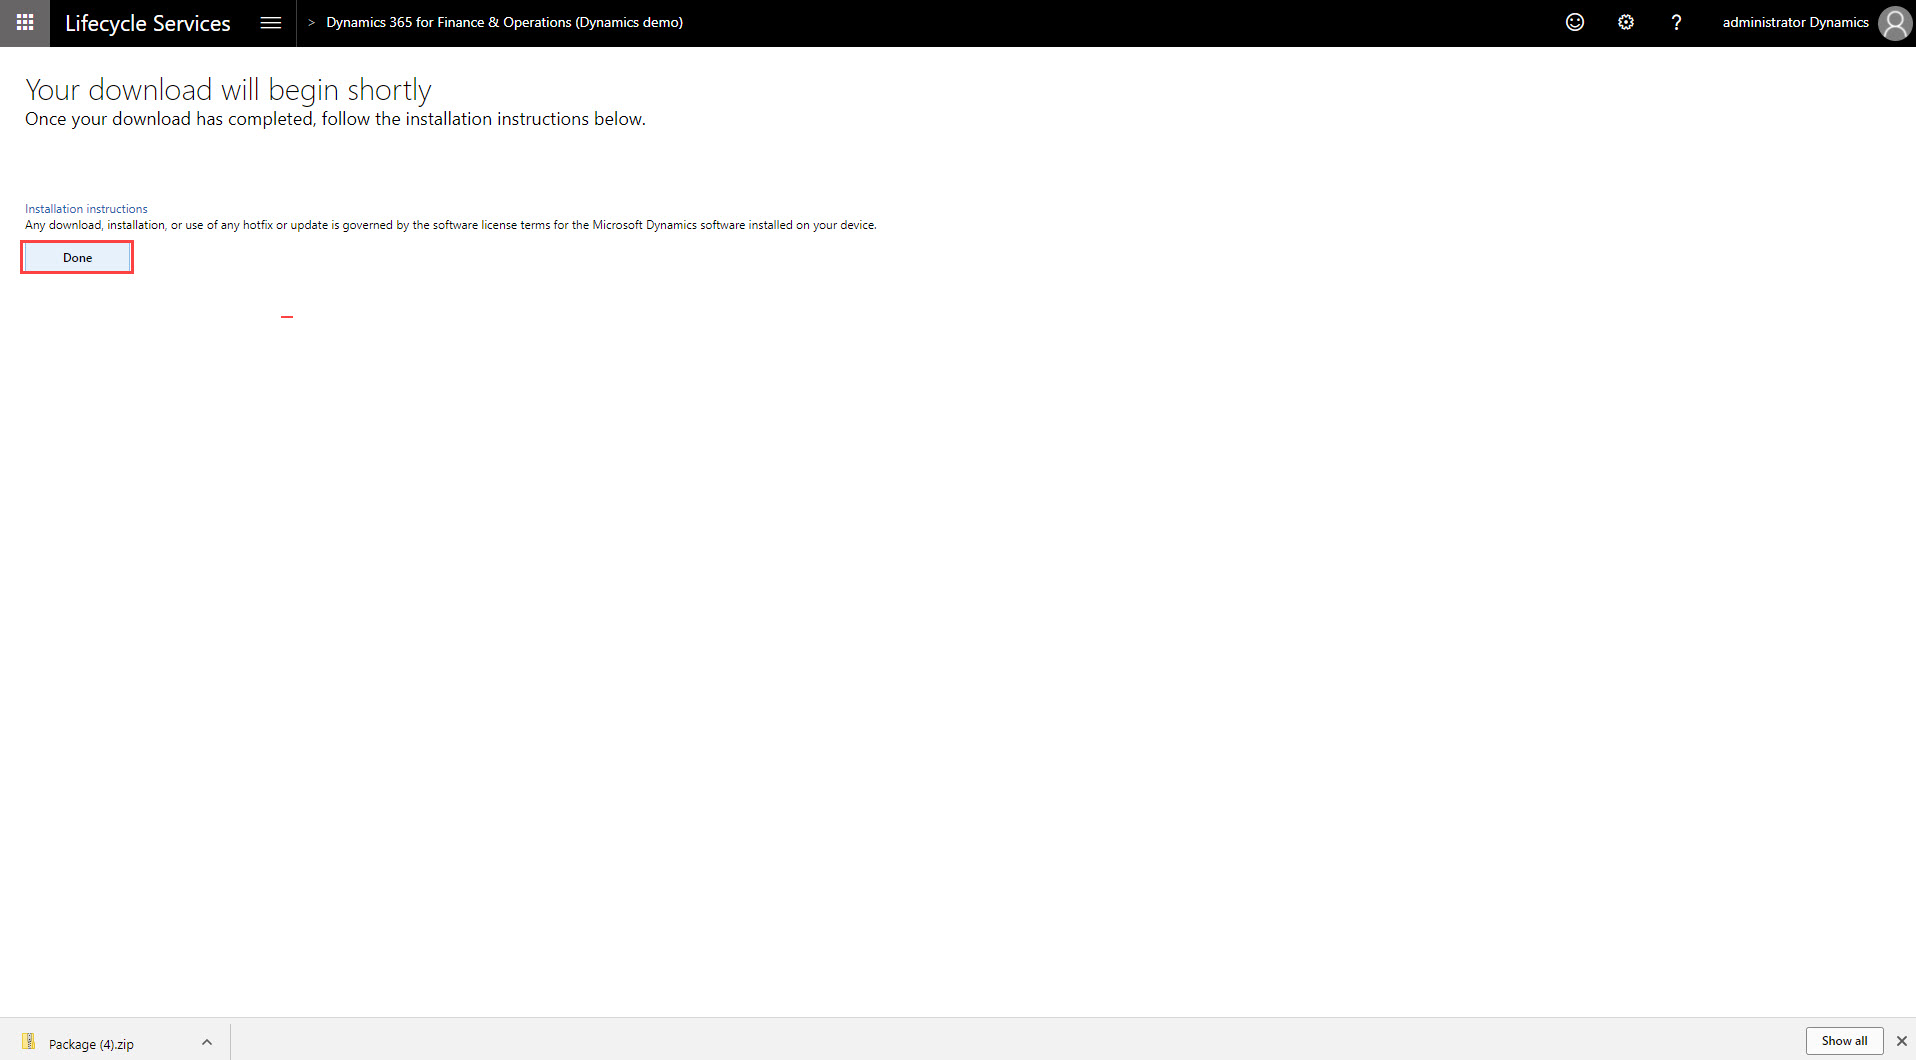 Lifecycle Services
> Dynamics 365 for Finance & Operations (Dynamics demo)
? administrator Dynamics
Your download will begin shortly
Once your download has completed, follow the installation instructions below.
Installation instructions
Any download, installation, or use of any hotfix or update is governed by the software license terms for the Microsoft Dynamics software installed on your device.
Done
Package (4).zip
Show all